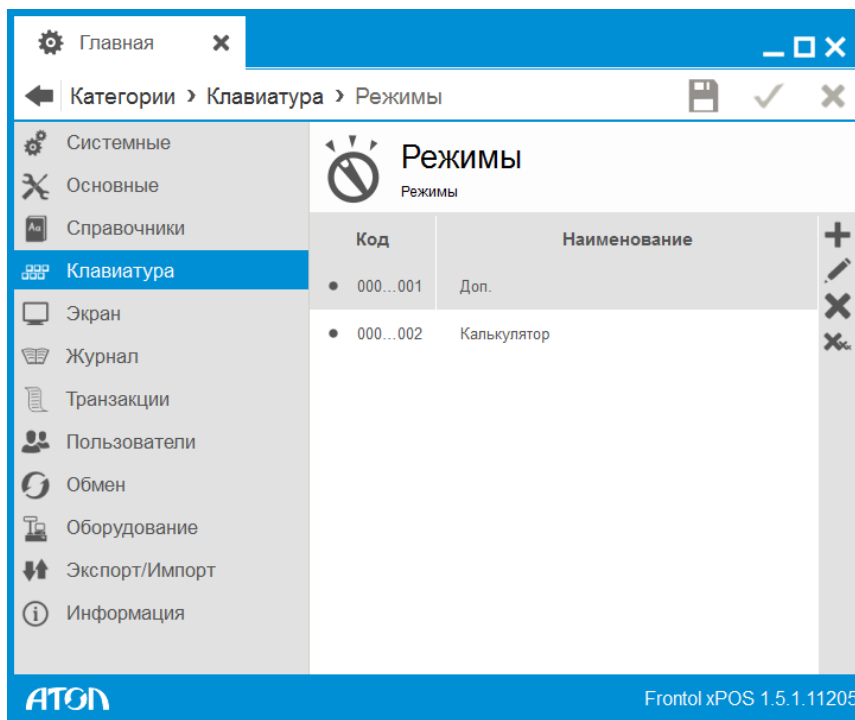 Главная
Категории › Клавиатура › Режимы
Системные
Основные
Справочники
Клавиатура
Экран
Журнал
Транзакции
Пользователи
Обмен
Оборудование
Экспорт/Импорт
Информация
Режимы
Режимы
Код Наименование
000...001 Доп.
000...002 Калькулятор
АТОЛ Frontol xPOS 1.5.1.11205